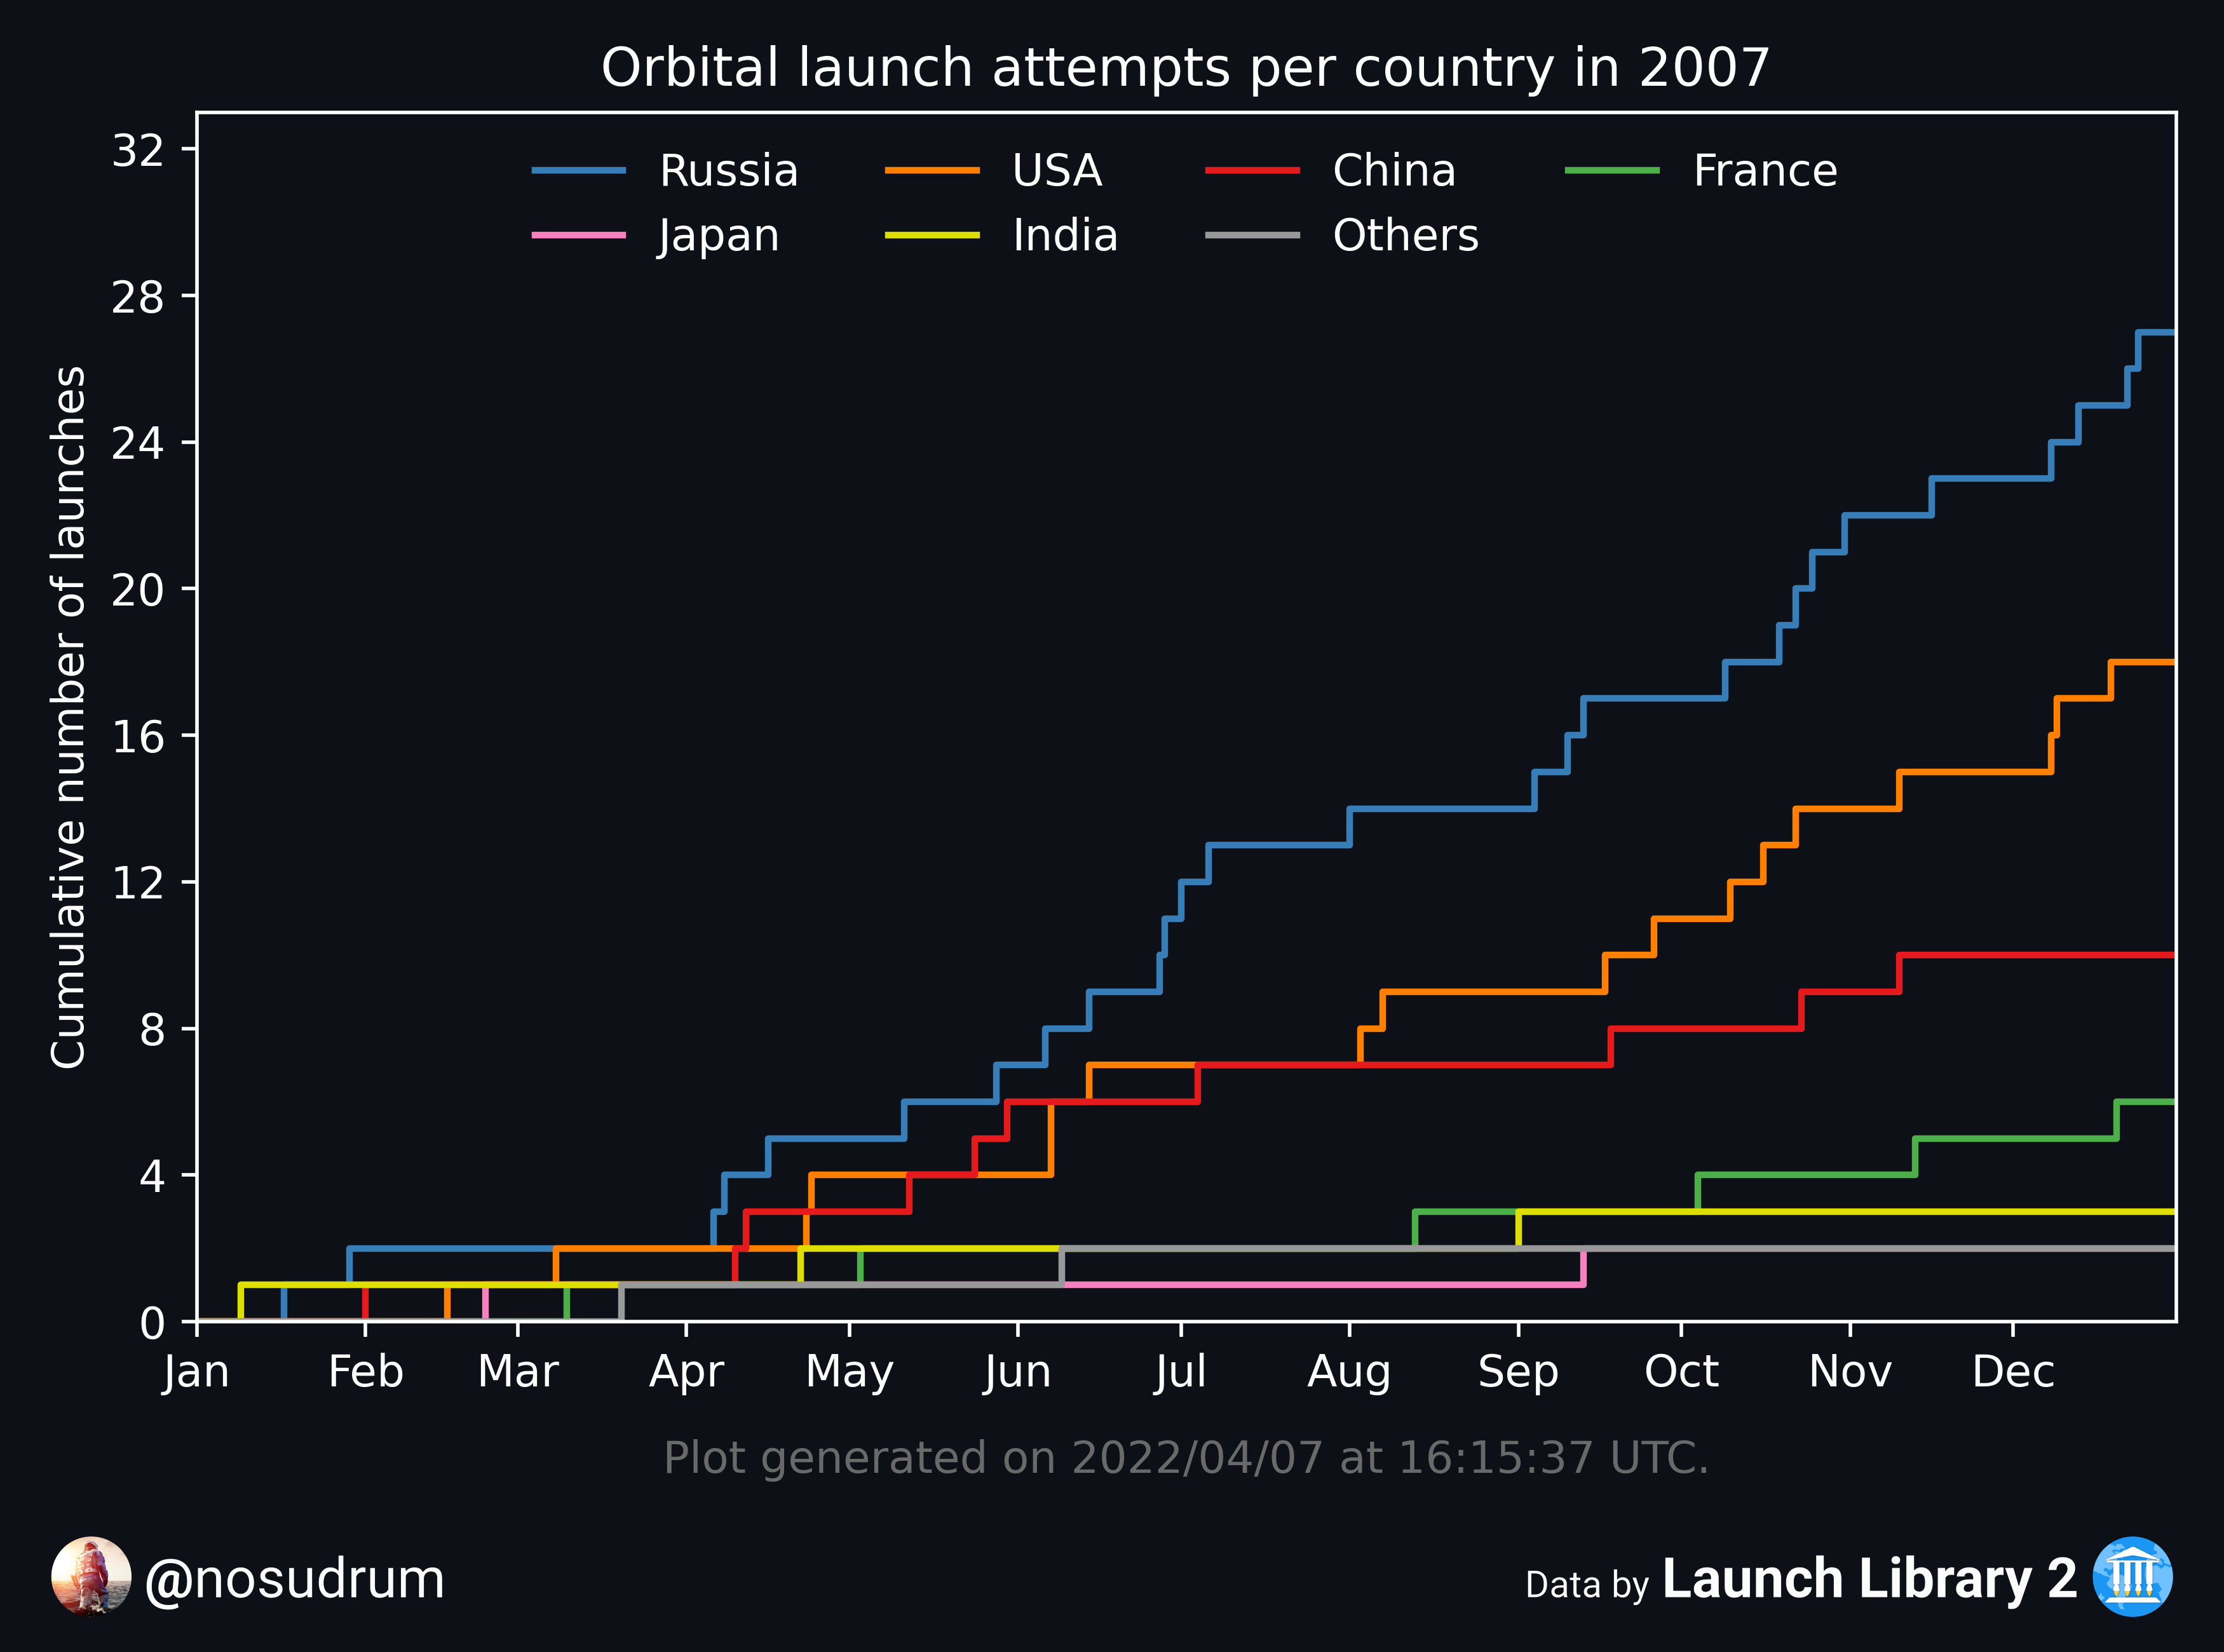 Orbital launch attempts per country in 2007
Russia USA China France
Japan India Others
Cumulative number of launches
32
28
24
20
16
12
8
4
0
Jan Feb Mar Apr May Jun Jul Aug Sep Oct Nov Dec
Plot generated on 2022/04/07 at 16:15:37 UTC.
@nosudrum
Data by Launch Library 2